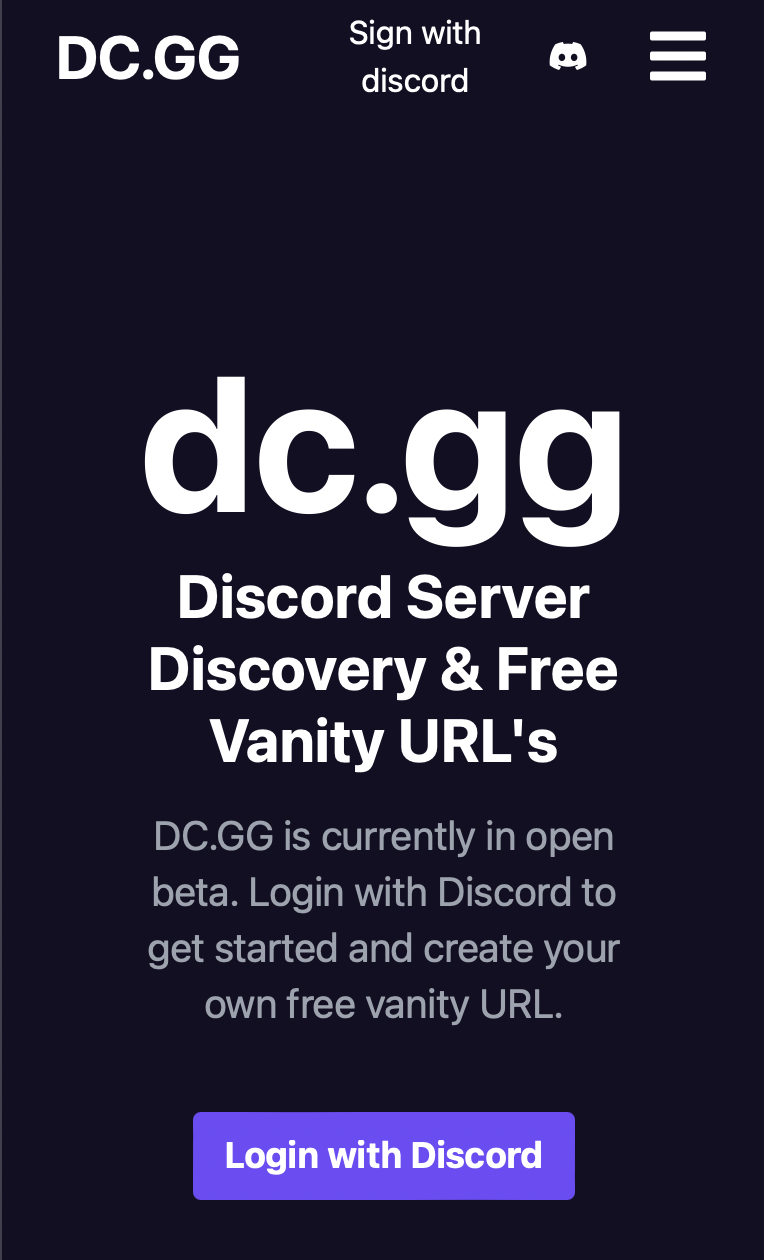 DC.GG
Sign with
discord
dc.gg
Discord Server
Discovery & Free
Vanity URL's
DC.GG is currently in open
beta. Login with Discord to
get started and create your
own free vanity URL.
Login with Discord